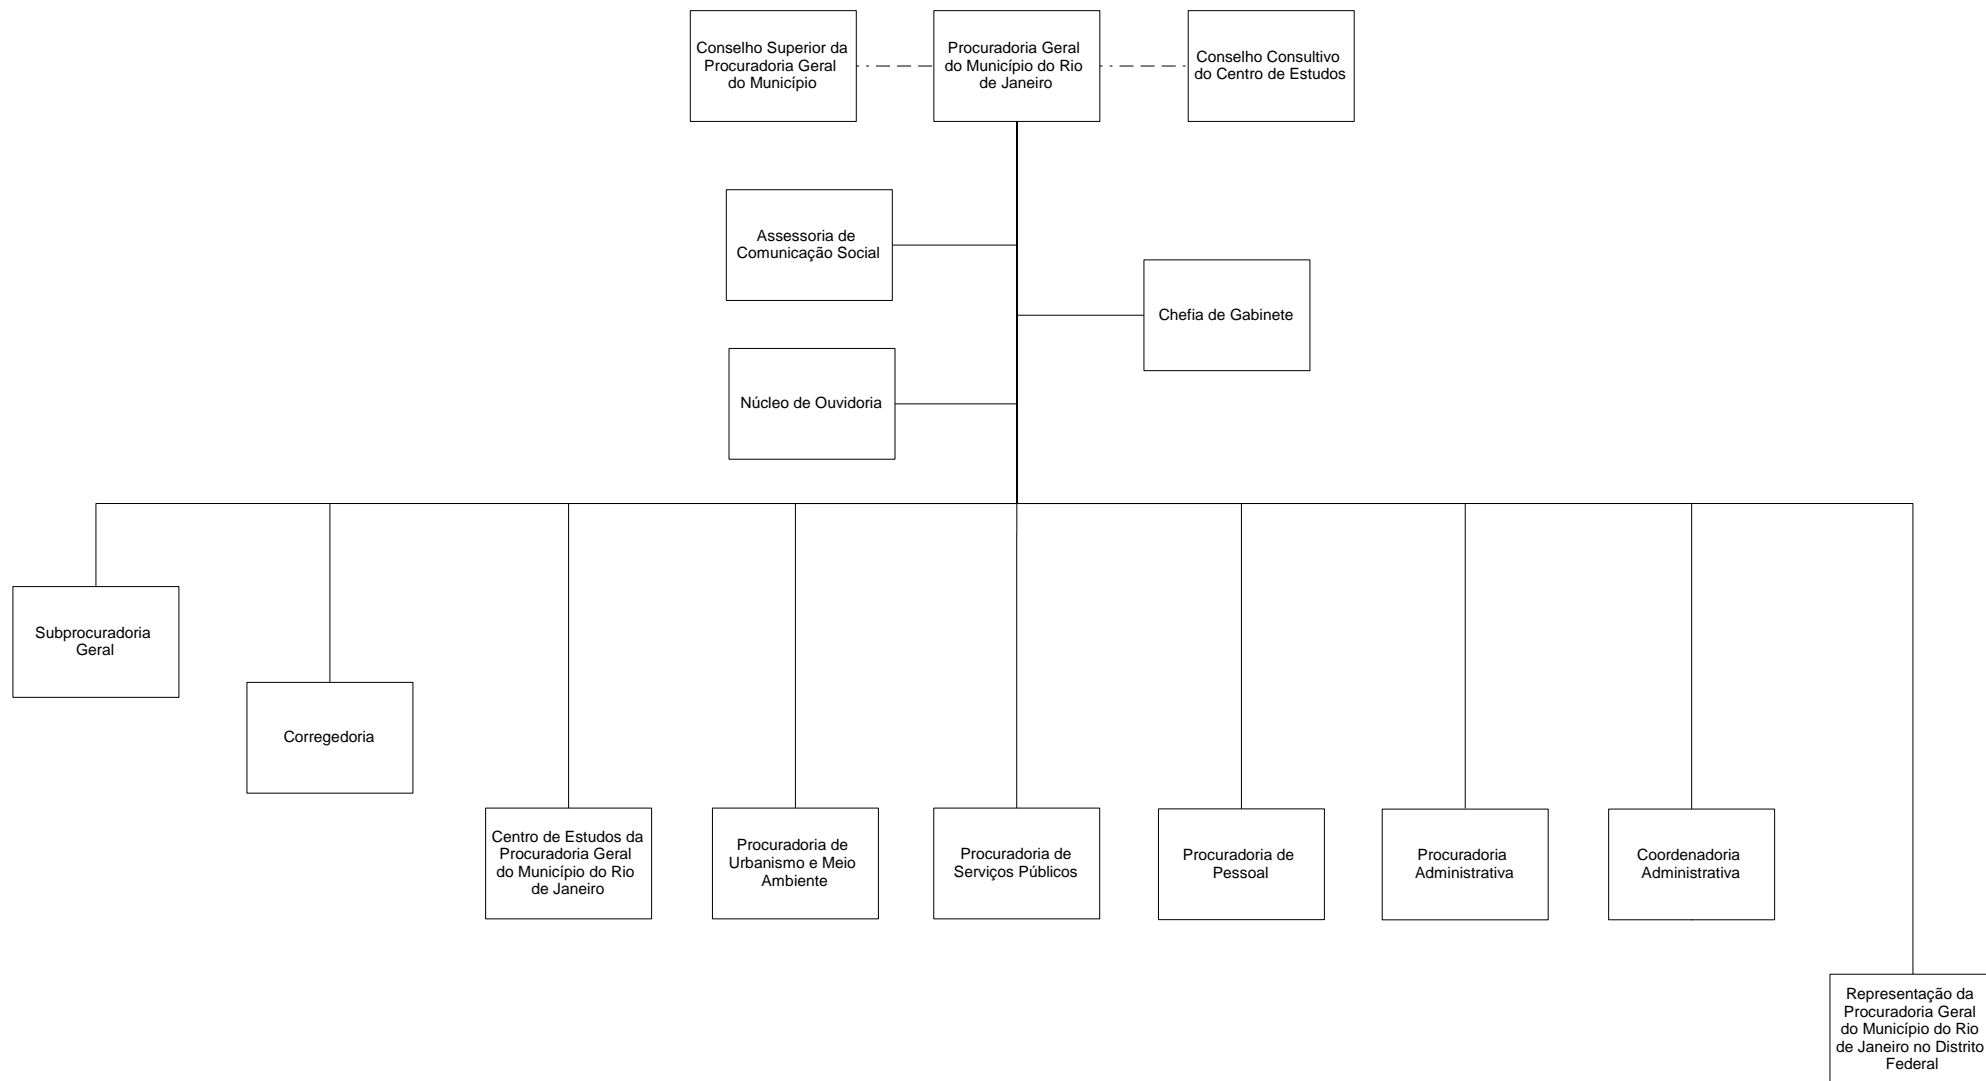 Conselho Superior da
Procuradoria Geral
do Município
Procuradoria Geral
do Município do Rio
de Janeiro
Conselho Consultivo
do Centro de Estudos
Assessoria de
Comunicação Social
Chefia de Gabinete
Núcleo de Ouvidoria
Subprocuradoria
Geral
Corregedoria
Centro de Estudos da
Procuradoria Geral
do Município do Rio
de Janeiro
Procuradoria de
Urbanismo e Meio
Ambiente
Procuradoria de
Serviços Públicos
Procuradoria de
Pessoal
Procuradoria
Administrativa
Coordenadoria
Administrativa
Representação da
Procuradoria Geral
do Município do Rio
de Janeiro no Distrito
Federal